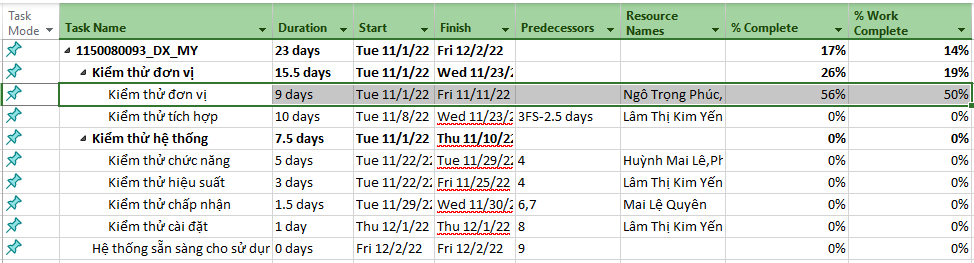 Task Mode Task Name Duration Start Finish Predecessors Resource Names % Complete % Work Complete
1150080093_DX_MY 23 days Tue 11/1/22 Fri 12/2/22 17% 14%
Kiểm thử đơn vị 15.5 days Tue 11/1/22 Wed 11/23/2 26% 19%
Kiểm thử đơn vị 9 days Tue 11/1/22 Fri 11/11/22 Ngô Trọng Phúc, 56% 50%
Kiểm thử tích hợp 10 days Tue 11/8/22 Wed 11/23/2 3FS-2.5 days Lâm Thị Kim Yến 0% 0%
Kiểm thử hệ thống 7.5 days Tue 11/1/22 Thu 11/10/22 0% 0%
Kiểm thử chức năng 5 days Tue 11/22/22 Tue 11/29/22 4 Huỳnh Mai Lê,Ph 0% 0%
Kiểm thử hiệu suất 3 days Tue 11/22/22 Fri 11/25/22 4 Lâm Thị Kim Yến 0% 0%
Kiểm thử chấp nhận 1.5 days Tue 11/29/22 Wed 11/30/2 6,7 Mai Lệ Quyên 0% 0%
Kiểm thử cài đặt 1 day Thu 12/1/22 Thu 12/1/22 8 Lâm Thị Kim Yến 0% 0%
Hệ thống sẵn sàng cho sử dụn 0 days Fri 12/2/22 Fri 12/2/22 9 0% 0%